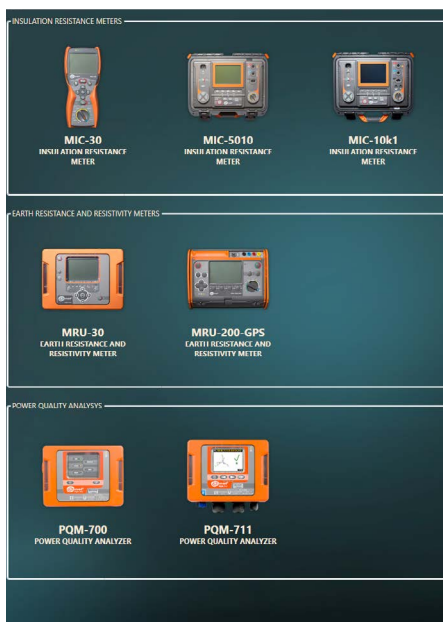 INSULATION RESISTANCE METERS
MIC-30
INSULATION RESISTANCE
METER
MIC-5010
INSULATION RESISTANCE
METER
MIC-10k1
INSULATION RESISTANCE
METER
EARTH RESISTANCE AND RESISTIVITY METERS
MRU-30
EARTH RESISTANCE AND
RESISTIVITY METER
MRU-200-GPS
EARTH RESISTANCE AND
RESISTIVITY METER
POWER QUALITY ANALYSYS
PQM-700
POWER QUALITY ANALYZER
PQM-711
POWER QUALITY ANALYZER